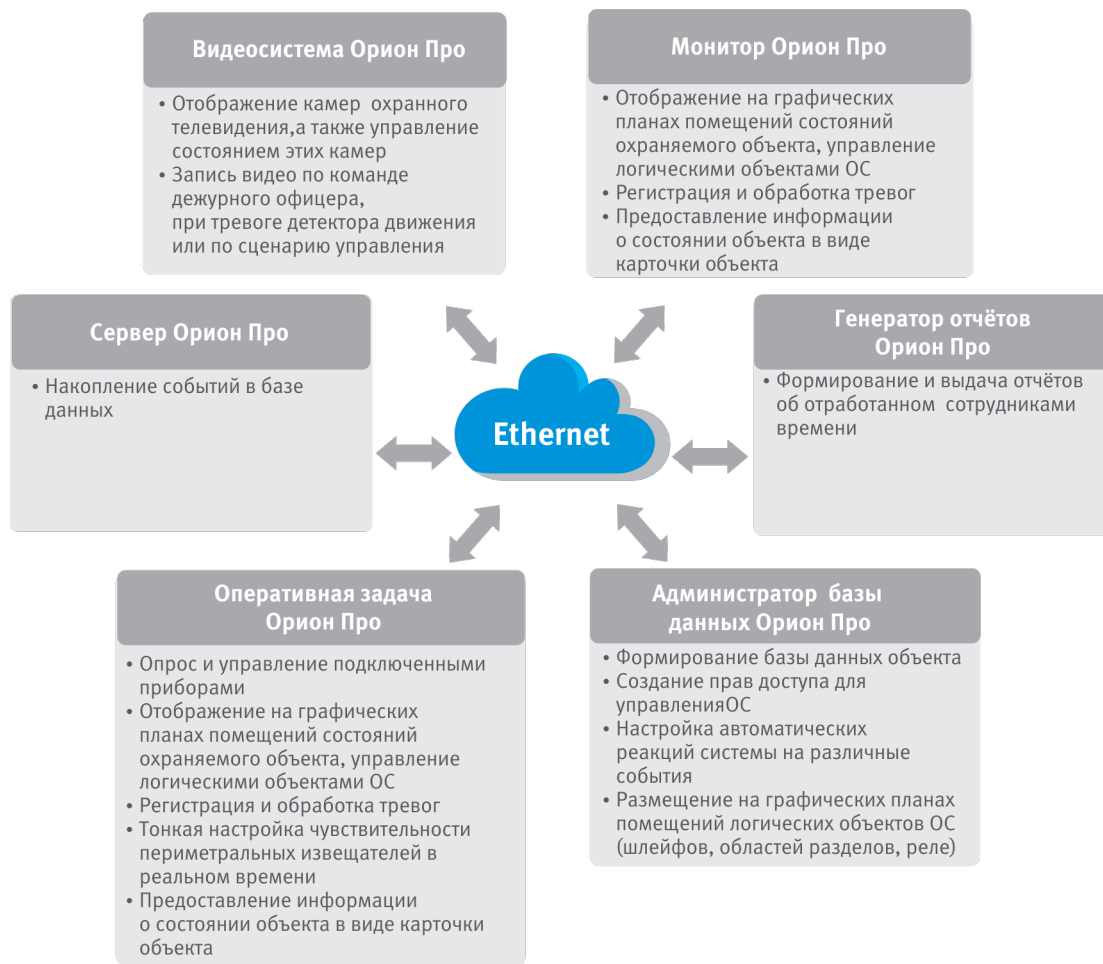 Видеосистема Орион Про
• Отображение камер охранного
телевидения,а также управление
состоянием этих камер
• Запись видео по команде
дежурного офицера,
при тревоге детектора движения
или по сценарию управления
Монитор Орион Про
• Отображение на графических
планах помещений состояний
охраняемого объекта, управление
логическими объектами ОС
• Регистрация и обработка тревог
• Предоставление информации
о состоянии объекта в виде
карточки объекта
Сервер Орион Про
• Накопление событий в базе
данных
Ethernet
Генератор отчётов
Орион Про
• Формирование и выдача отчётов
об отработанном сотрудниками
времени
Оперативная задача
Орион Про
• Опрос и управление подключенными
приборами
• Отображение на графических
планах помещений состояний
охраняемого объекта, управление
логическими объектами ОС
• Регистрация и обработка тревог
• Тонкая настройка чувствительности
периметральных извещателей в
реальном времени
• Предоставление информации
о состоянии объекта в виде карточки
объекта
Администратор базы
данных Орион Про
• Формирование базы данных объекта
• Создание прав доступа для
управленияОС
• Настройка автоматических
реакций системы на различные
события
• Размещение на графических планах
помещений логических объектов ОС
(шлейфов, областей разделов, реле)